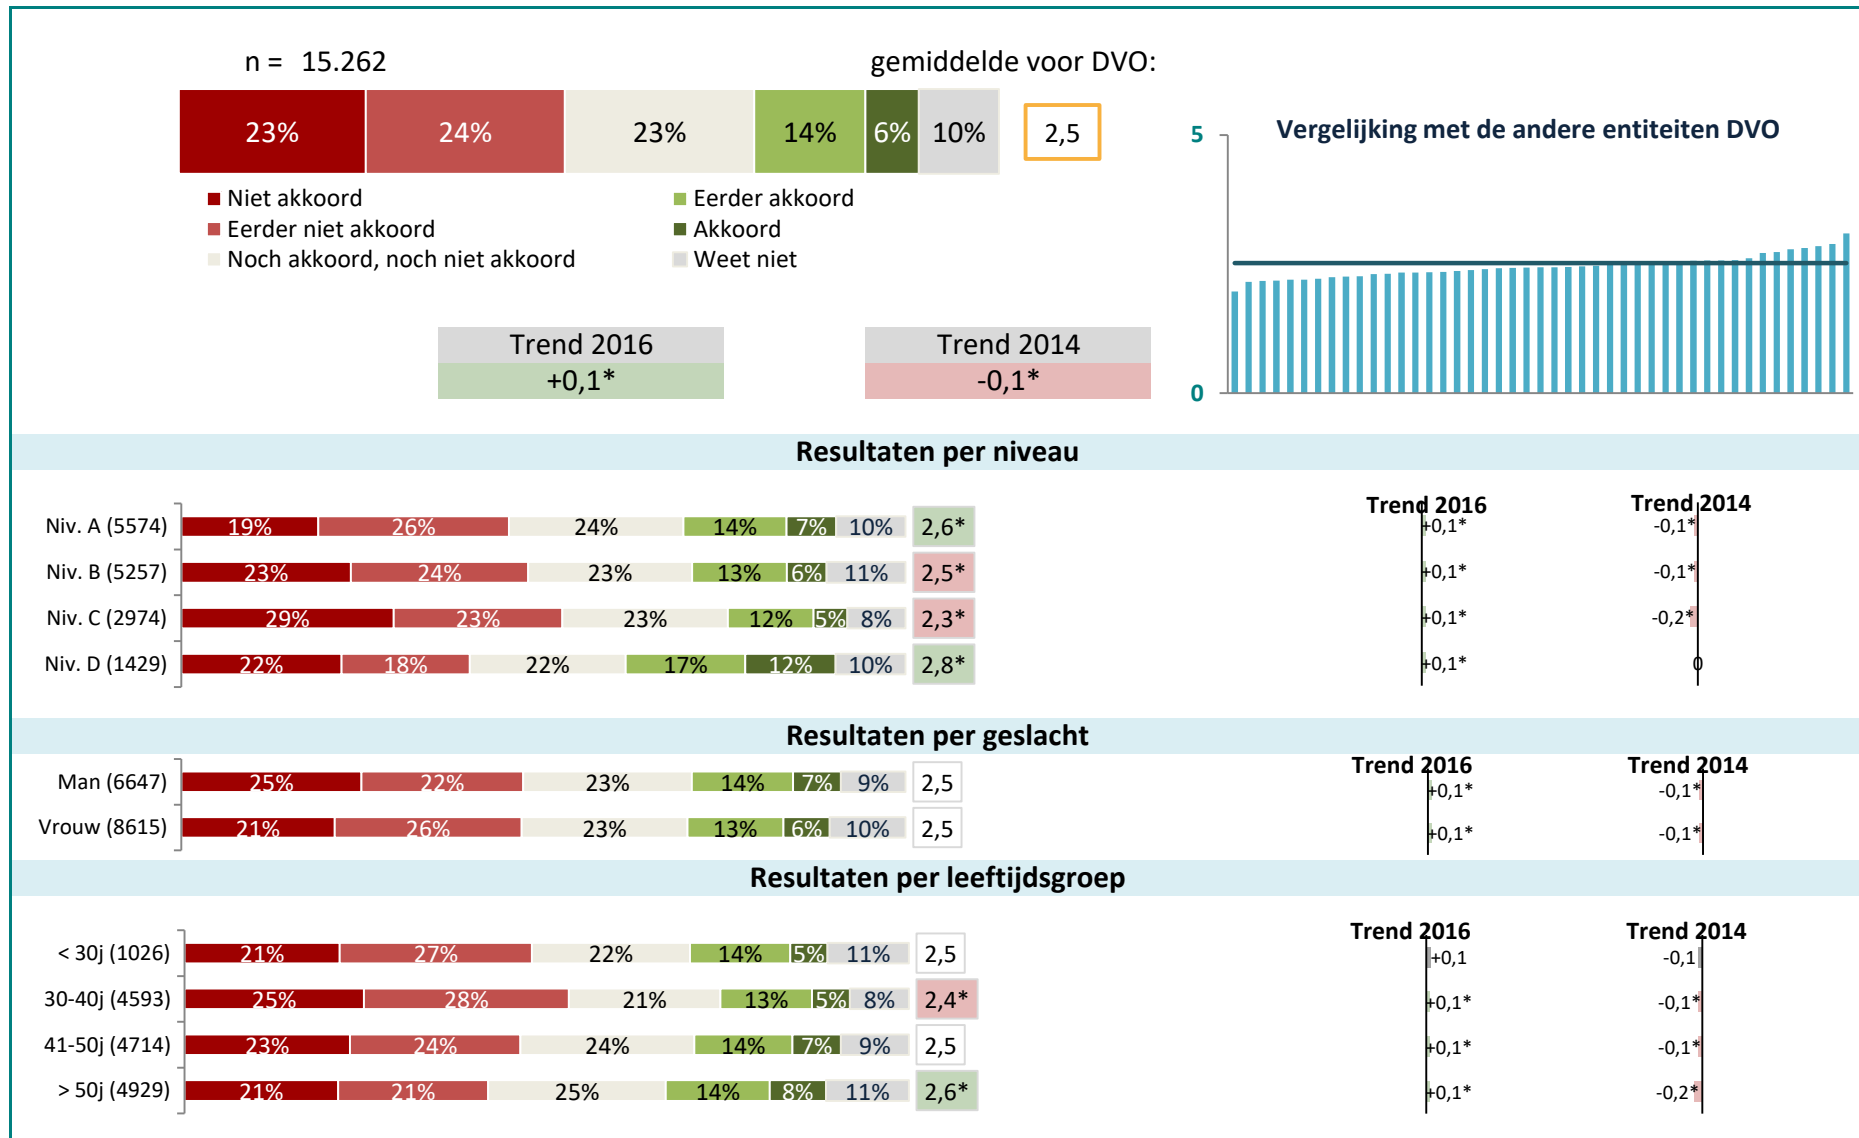 n = 15.262
gemiddelde voor DVO:
23% 24% 23% 14% 6% 10% 2,5
Niet akkoord
Eerder akkoord
Eerder niet akkoord
Akkoord
Noch akkoord, noch niet akkoord
Weet niet
Vergelijking met de andere entiteiten DVO
5
0
Trend 2016
+0,1*
Trend 2014
-0,1*
Resultaten per niveau
Trend 2016 Trend 2014
Niv. A (5574) 19% 26% 24% 14% 7% 10% 2,6* +0,1* -0,1*
Niv. B (5257) 23% 24% 23% 13% 6% 11% 2,5* +0,1* -0,1*
Niv. C (2974) 29% 23% 23% 12% 5% 8% 2,3* +0,1* -0,2*
Niv. D (1429) 22% 18% 22% 17% 12% 10% 2,8* +0,1* 0
Resultaten per geslacht
Trend 2016 Trend 2014
Man (6647) 25% 22% 23% 14% 7% 9% 2,5 +0,1* -0,1*
Vrouw (8615) 21% 26% 23% 13% 6% 10% 2,5 +0,1* -0,1*
Resultaten per leeftijdsgroep
Trend 2016 Trend 2014
< 30j (1026) 21% 27% 22% 14% 5% 11% 2,5 +0,1 -0,1
30-40j (4593) 25% 28% 21% 13% 5% 8% 2,4* +0,1* -0,1*
41-50j (4714) 23% 24% 24% 14% 7% 9% 2,5 +0,1* -0,1*
> 50j (4929) 21% 21% 25% 14% 8% 11% 2,6* +0,1* -0,2*